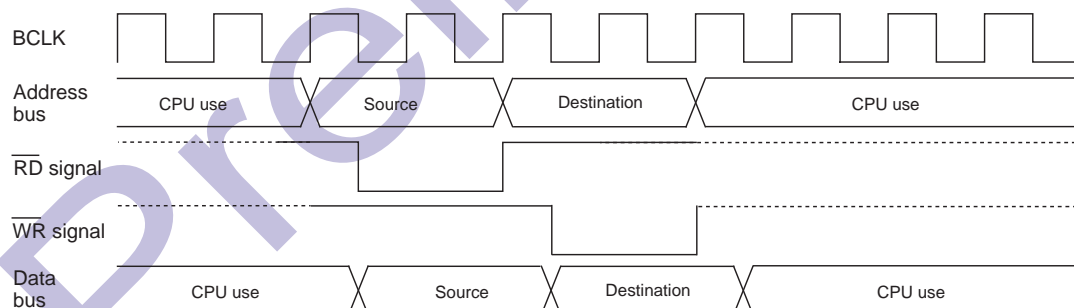 BCLK
Address
bus
CPU use
Source
Destination
CPU use
RD signal
WR signal
Data
bus
CPU use
Source
Destination
CPU use
Prel